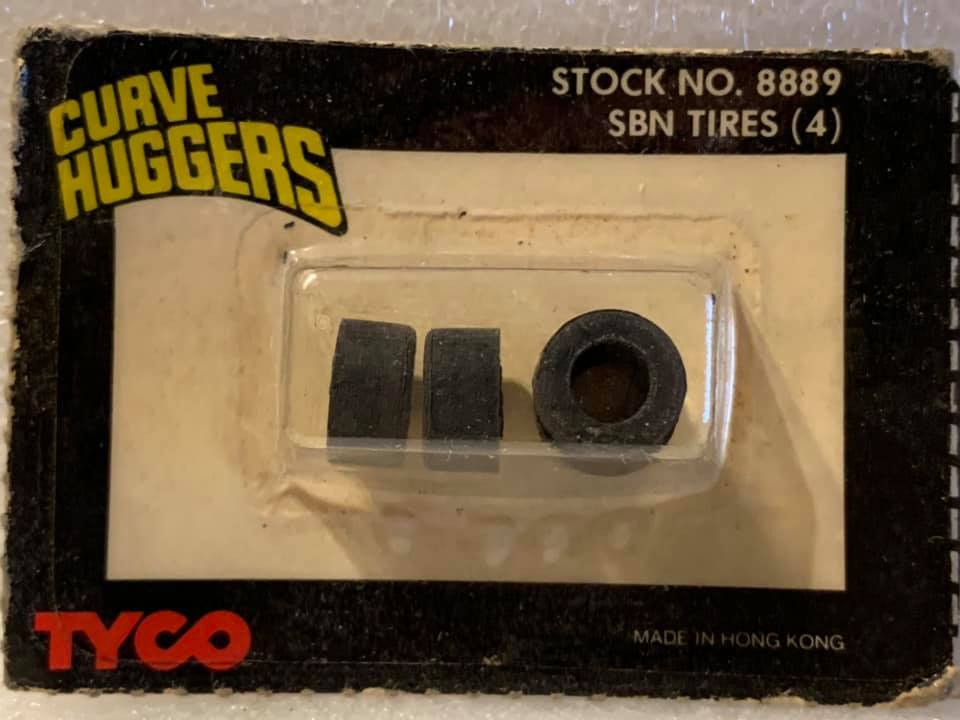 CURVE
HUGGERS
STOCK NO. 8889
SBN TIRES (4)
TYCO
MADE IN HONG KONG